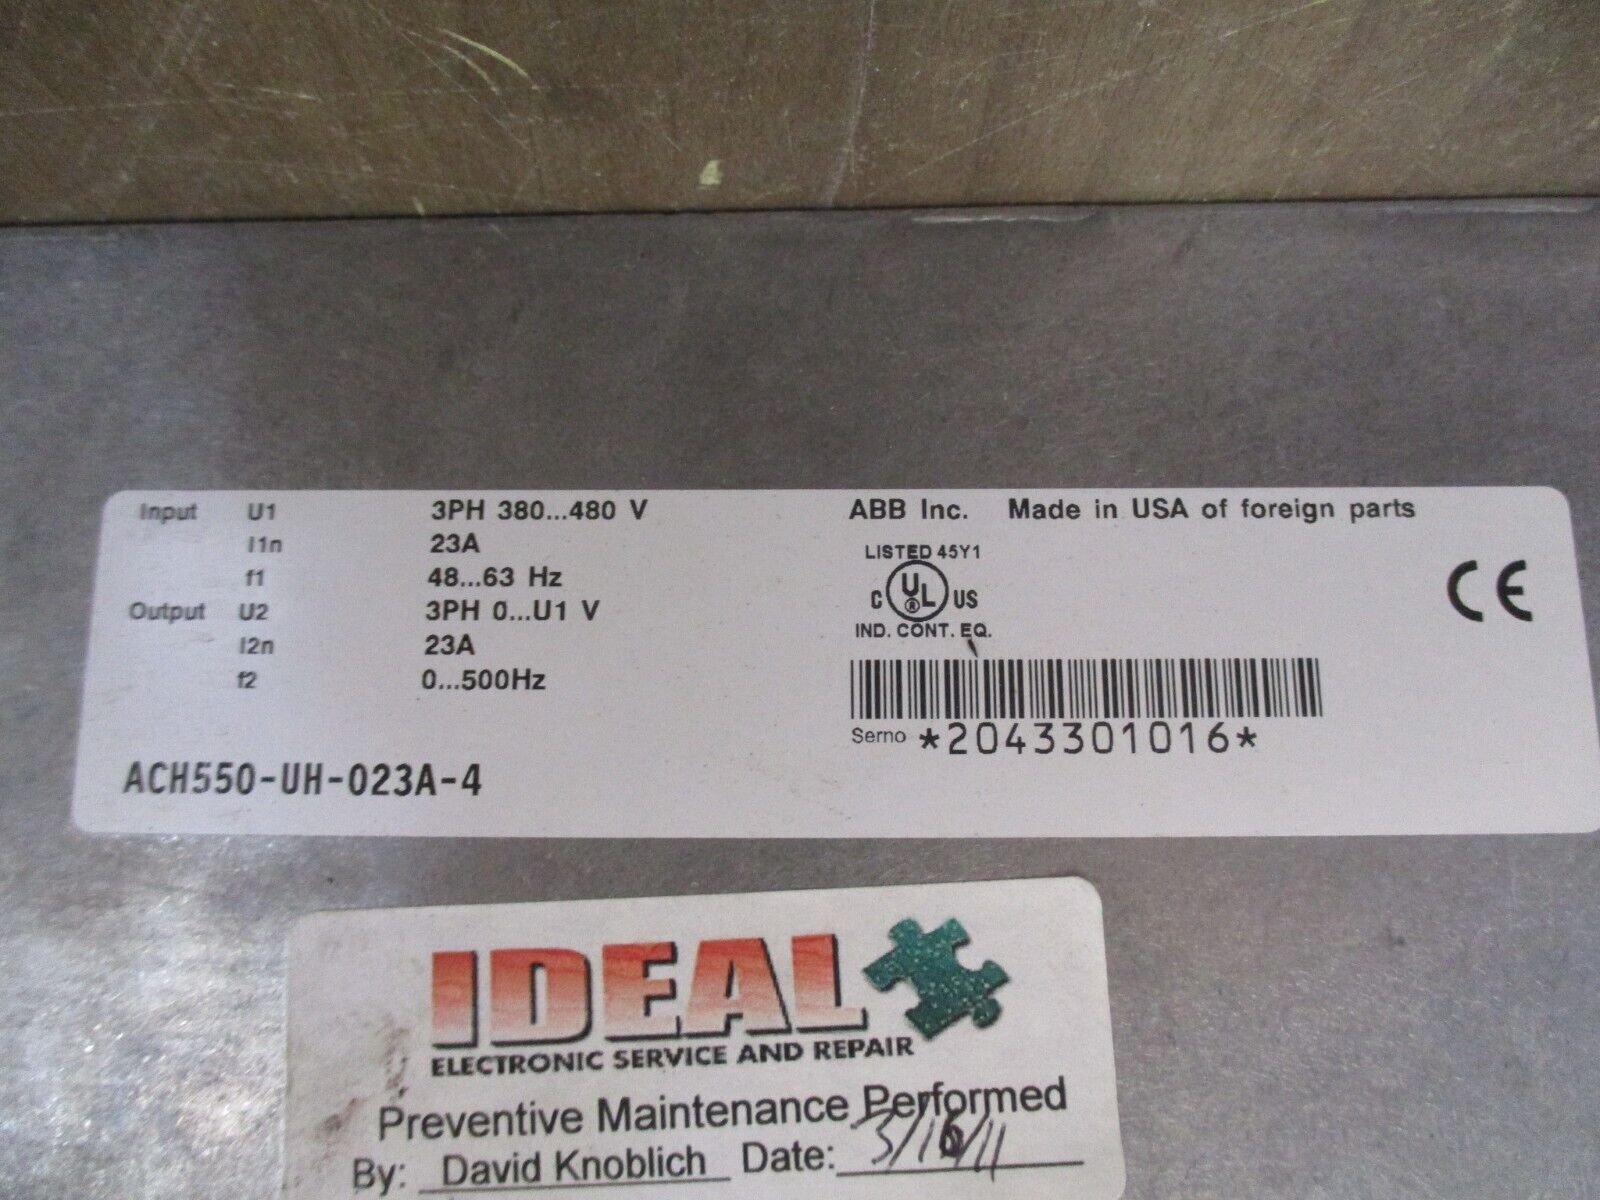 Input U1 3PH 380...480 V
I1n 23A
f1 48...63 Hz
Output U2 3PH 0...U1 V
I2n 23A
f2 0...500Hz
ACH550-UH-023A-4
ABB Inc. Made in USA of foreign parts
LISTED 45Y1
C UL ® US
IND. CONT. EQ.
CE
Serno *2043301016*
IDEAL
ELECTRONIC SERVICE AND REPAIR
Preventive Maintenance Performed
By: David Knoblich Date: 3/16/11